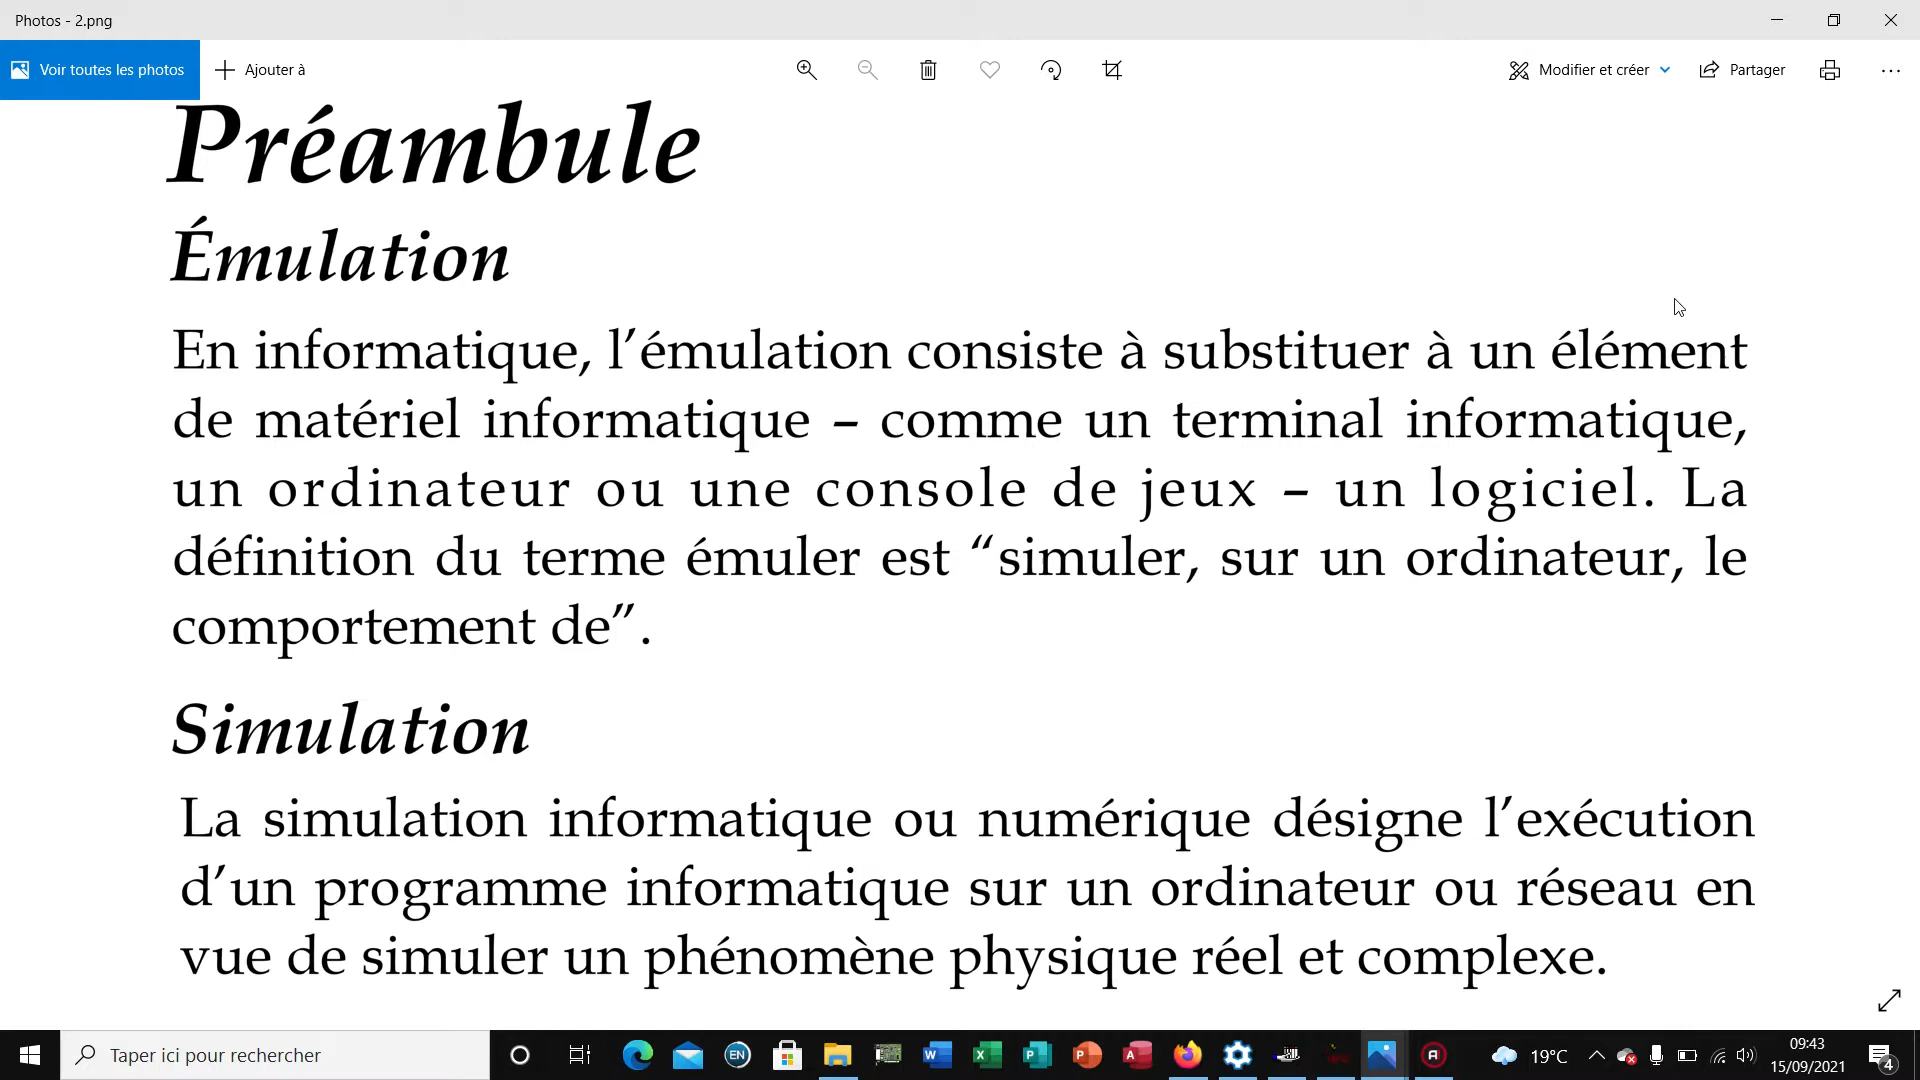 Photos - 2.png
Voir toutes les photos
Ajouter à
Modifier et créer
Partager
Préambule
Émulation
En informatique, l’émulation consiste à substituer à un élément
de matériel informatique – comme un terminal informatique,
un ordinateur ou une console de jeux – un logiciel. La
définition du terme émuler est “simuler, sur un ordinateur, le
comportement de”.
Simulation
La simulation informatique ou numérique désigne l’exécution
d’un programme informatique sur un ordinateur ou réseau en
vue de simuler un phénomène physique réel et complexe.
Taper ici pour rechercher
EN
19°C
09:43
15/09/2021
4